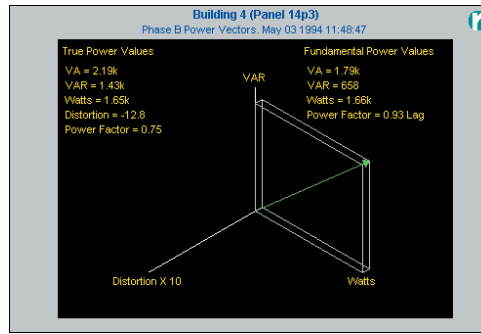 Building 4 (Panel 14p3)
Phase B Power Vectors. May 03 1994 11:48:47
True Power Values
VA = 2.19k
VAR = 1.43k
Watts = 1.65k
Distortion = -12.8
Power Factor = 0.75
Fundamental Power Values
VA = 1.79k
VAR = 658
Watts = 1.66k
Power Factor = 0.93 Lag
VAR
Distortion X 10
Watts